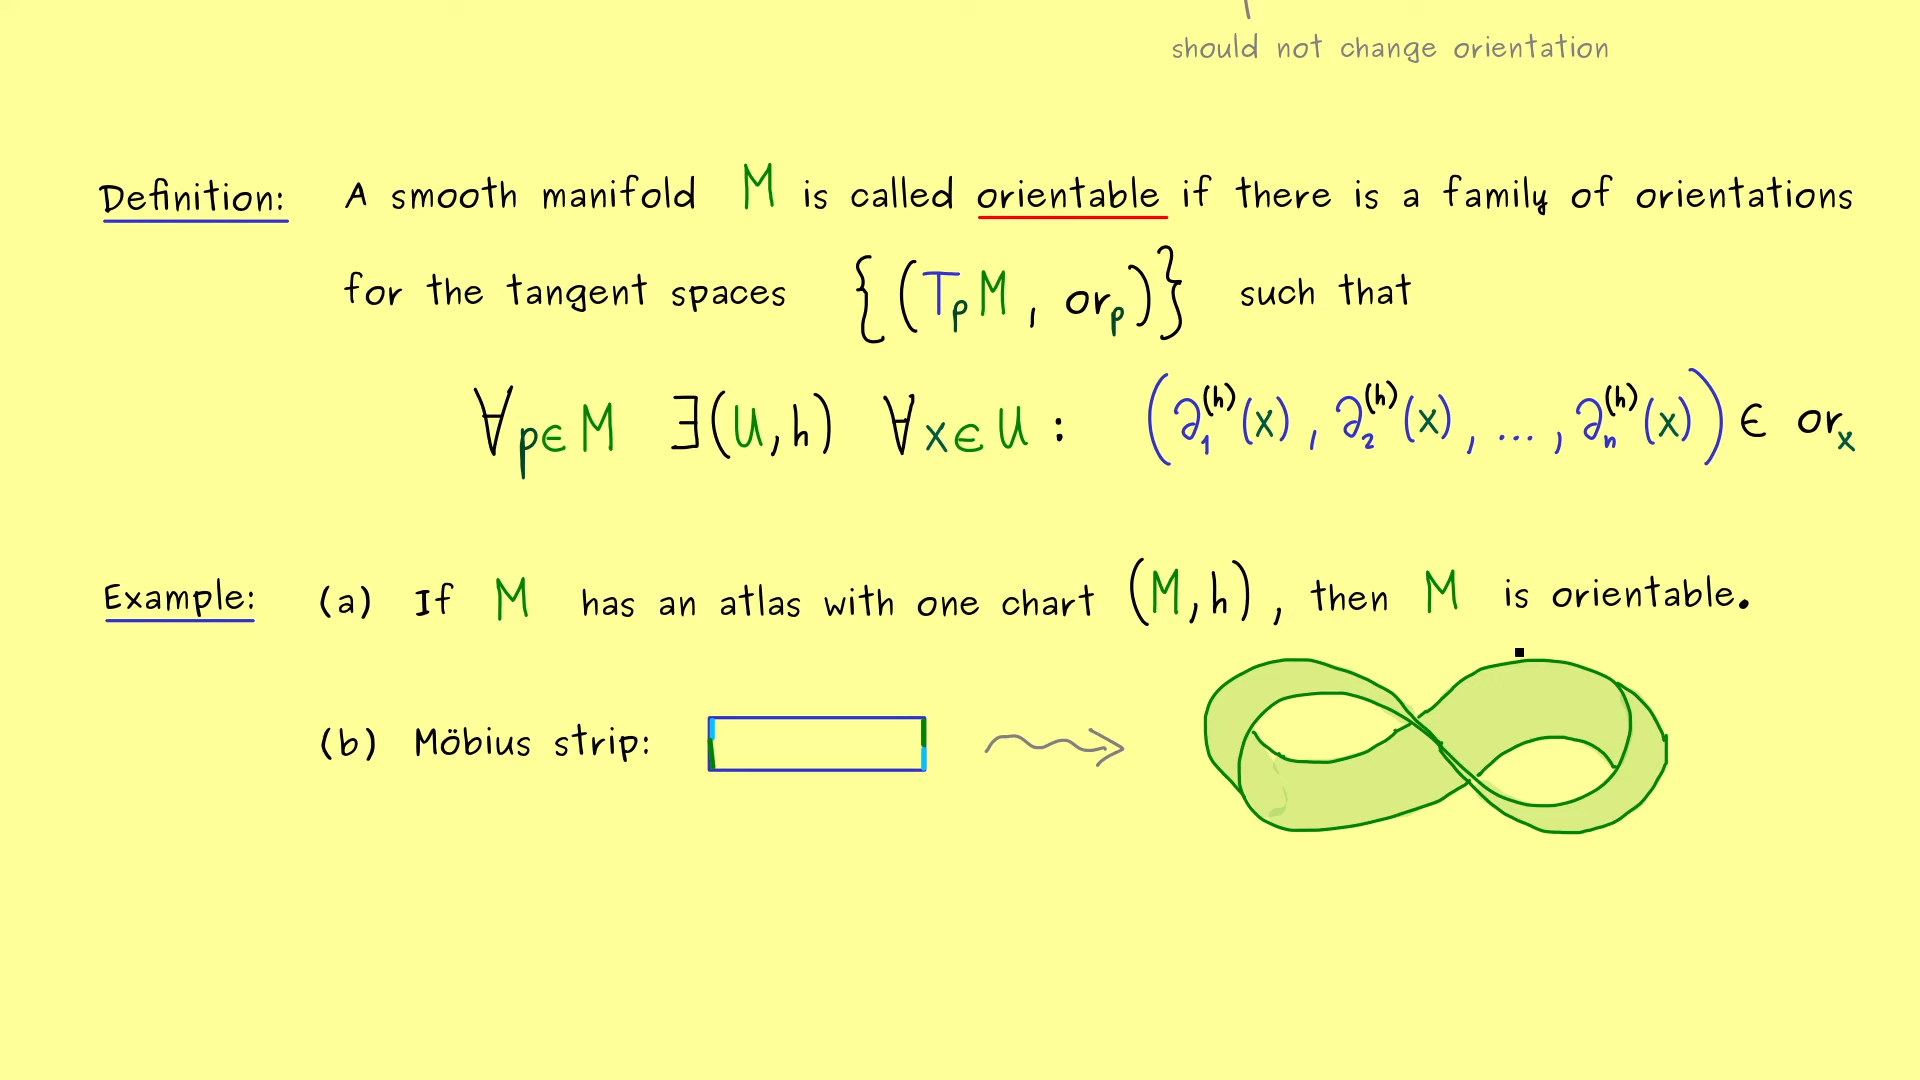 should not change orientation
Definition: A smooth manifold M is called orientable if there is a family of orientations
for the tangent spaces {(TₚM, orₚ)} such that
∀p∈M ∃(U,h) ∀x∈U : (∂₁⁽ʰ⁾(x), ∂₂⁽ʰ⁾(x), ..., ∂ₙ⁽ʰ⁾(x)) ∈ orₓ
Example: (a) If M has an atlas with one chart (M,h), then M is orientable.
(b) Möbius strip: